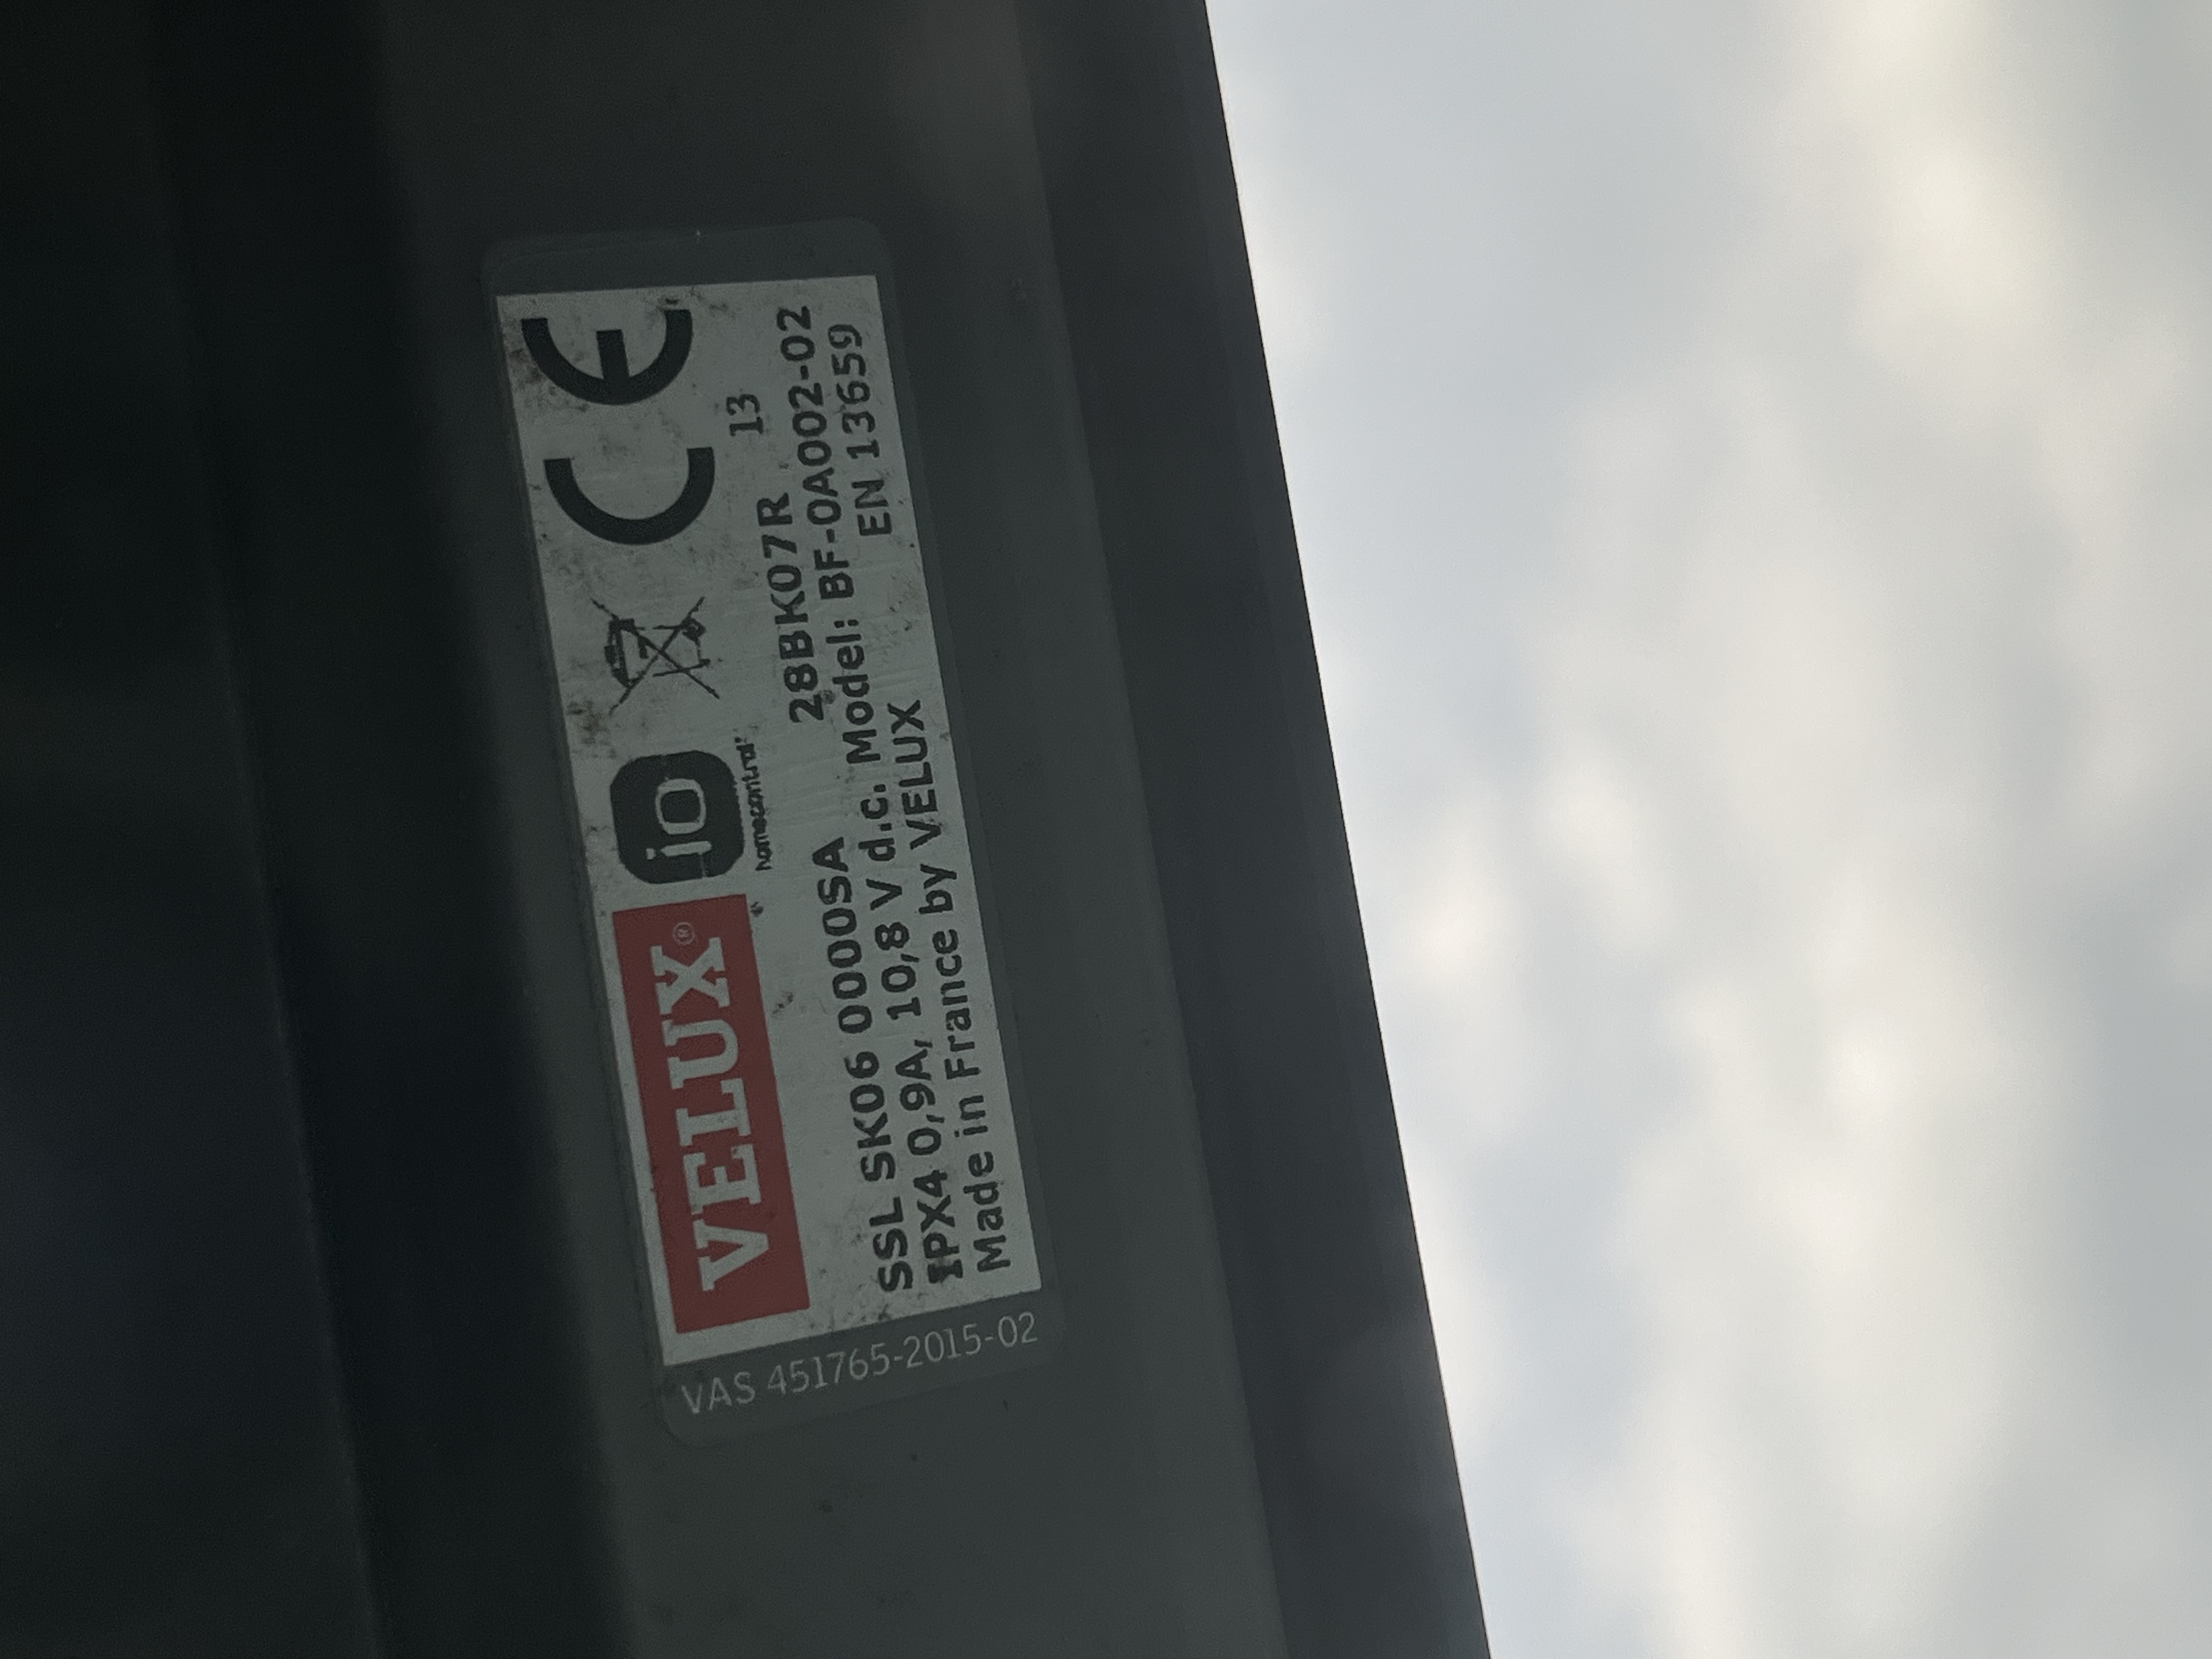 VELUX®
io
homecontrol®
CE
13
28BK07R
SSL SK06 0000SA
IPX4 0,9A, 10,8 V d.c. Model: BF-0A002-02
Made in France by VELUX
EN 13659
VAS 451765-2015-02